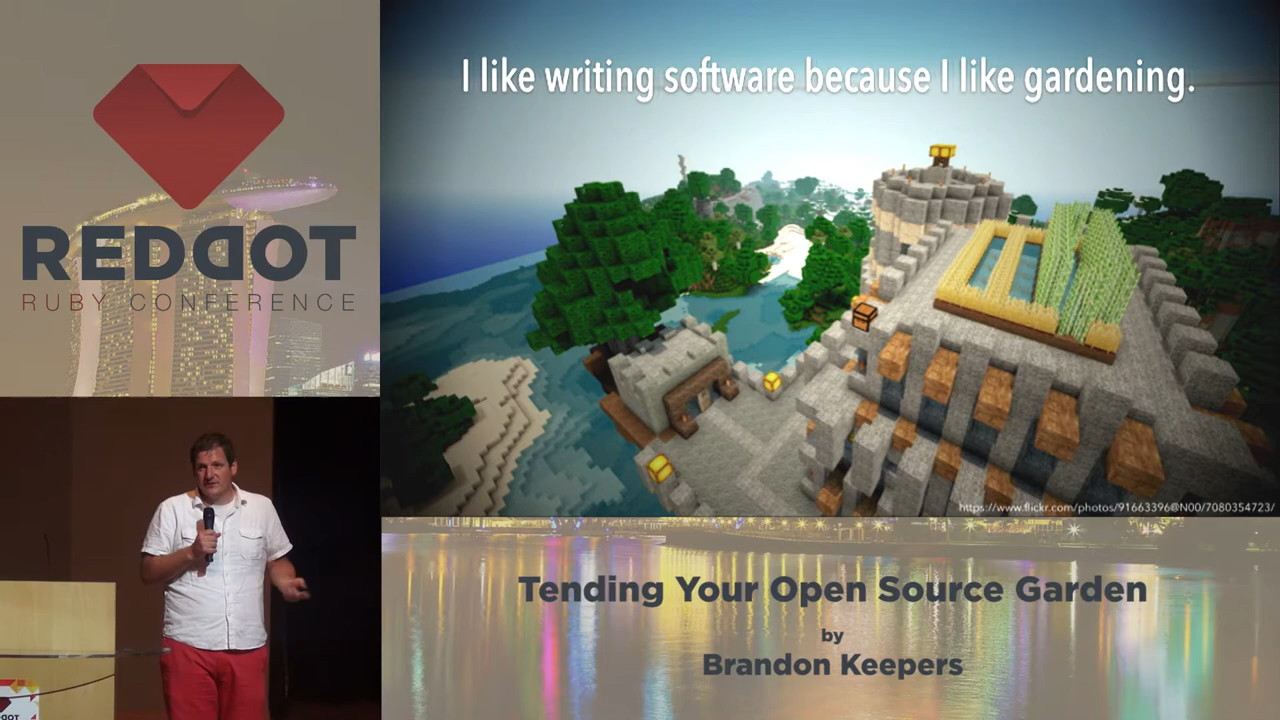 REDDOT
RUBY CONFERENCE
I like writing software because I like gardening.
https://www.flickr.com/photos/91663396@N00/7080354723/
Tending Your Open Source Garden
by
Brandon Keepers